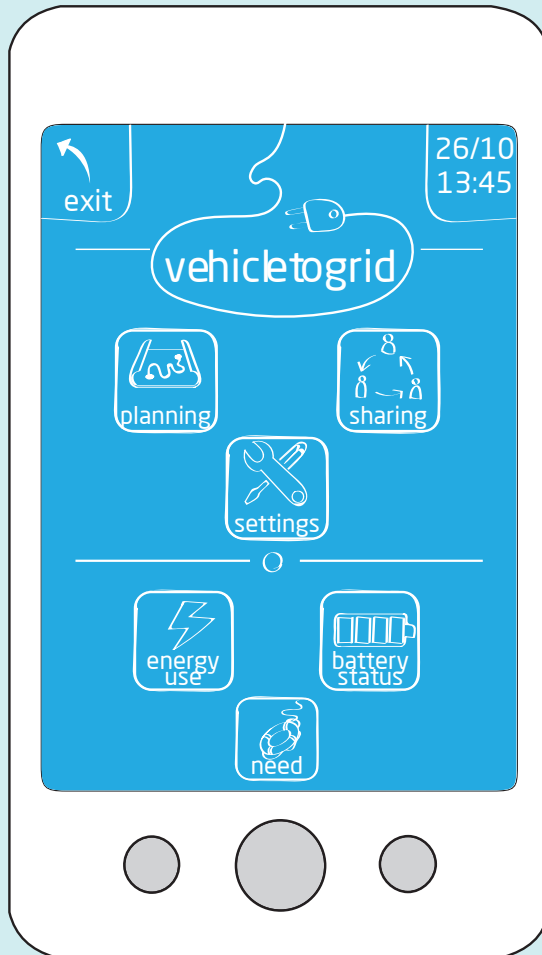 exit
26/10
13:45
vehicletogrid
planning
sharing
settings
energy
use
battery
status
need